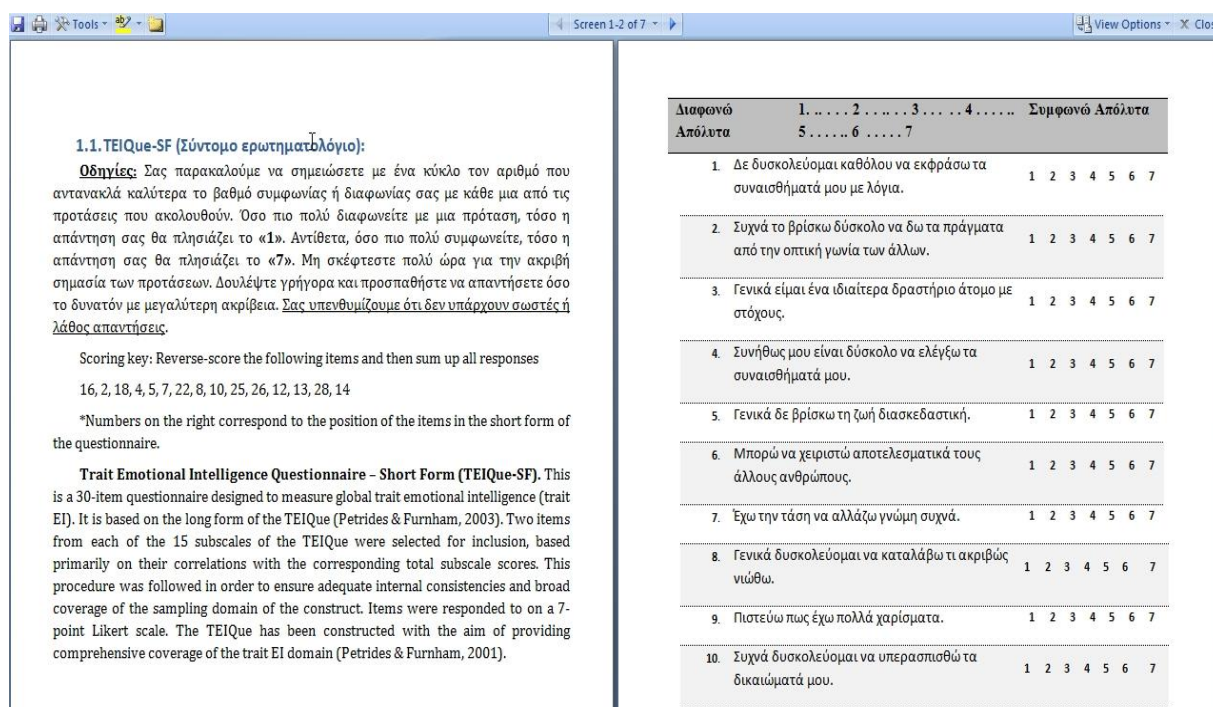 Tools
Screen 1-2 of 7
View Options
X Clos
1.1. TEIQue-SF (Σύντομο ερωτηματολόγιο):
Οδηγίες: Σας παρακαλούμε να σημειώσετε με ένα κύκλο τον αριθμό που
αντανακλά καλύτερα το βαθμό συμφωνίας ή διαφωνίας σας με κάθε μια από τις
προτάσεις που ακολουθούν. Όσο πιο πολύ διαφωνείτε με μια πρόταση, τόσο η
απάντηση σας θα πλησιάζει το «1». Αντίθετα, όσο πιο πολύ συμφωνείτε, τόσο η
απάντηση σας θα πλησιάζει το «7». Μη σκέφτεστε πολύ ώρα για την ακριβή
σημασία των προτάσεων. Δουλέψτε γρήγορα και προσπαθήστε να απαντήσετε όσο
το δυνατόν με μεγαλύτερη ακρίβεια. Σας υπενθυμίζουμε ότι δεν υπάρχουν σωστές ή
λάθος απαντήσεις.
Scoring key: Reverse-score the following items and then sum up all responses
16, 2, 18, 4, 5, 7, 22, 8, 10, 25, 26, 12, 13, 28, 14
*Numbers on the right correspond to the position of the items in the short form of
the questionnaire.
Trait Emotional Intelligence Questionnaire – Short Form (TEIQue-SF). This
is a 30-item questionnaire designed to measure global trait emotional intelligence (trait
EI). It is based on the long form of the TEIQue (Petrides & Furnham, 2003). Two items
from each of the 15 subscales of the TEIQue were selected for inclusion, based
primarily on their correlations with the corresponding total subscale scores. This
procedure was followed in order to ensure adequate internal consistencies and broad
coverage of the sampling domain of the construct. Items were responded to on a 7-
point Likert scale. The TEIQue has been constructed with the aim of providing
comprehensive coverage of the trait EI domain (Petrides & Furnham, 2001).
Διαφωνώ 1. .. ... 2 ... .. ... 3 ... .. . 4 ...... Συμφωνώ Απόλυτα
Απόλυτα 5 ..... 6 ..... 7
1. Δε δυσκολεύομαι καθόλου να εκφράσω τα
συναισθήματά μου με λόγια. 1 2 3 4 5 6 7
2. Συχνά το βρίσκω δύσκολο να δω τα πράγματα
από την οπτική γωνία των άλλων. 1 2 3 4 5 6 7
3. Γενικά είμαι ένα ιδιαίτερα δραστήριο άτομο με
στόχους. 1 2 3 4 5 6 7
4. Συνήθως μου είναι δύσκολο να ελέγξω τα
συναισθήματά μου. 1 2 3 4 5 6 7
5. Γενικά δε βρίσκω τη ζωή διασκεδαστική. 1 2 3 4 5 6 7
6. Μπορώ να χειριστώ αποτελεσματικά τους
άλλους ανθρώπους. 1 2 3 4 5 6 7
7. Έχω την τάση να αλλάζω γνώμη συχνά. 1 2 3 4 5 6 7
8. Γενικά δυσκολεύομαι να καταλάβω τι ακριβώς
νιώθω. 1 2 3 4 5 6 7
9. Πιστεύω πως έχω πολλά χαρίσματα. 1 2 3 4 5 6 7
10. Συχνά δυσκολεύομαι να υπερασπισθώ τα
δικαιώματά μου. 1 2 3 4 5 6 7